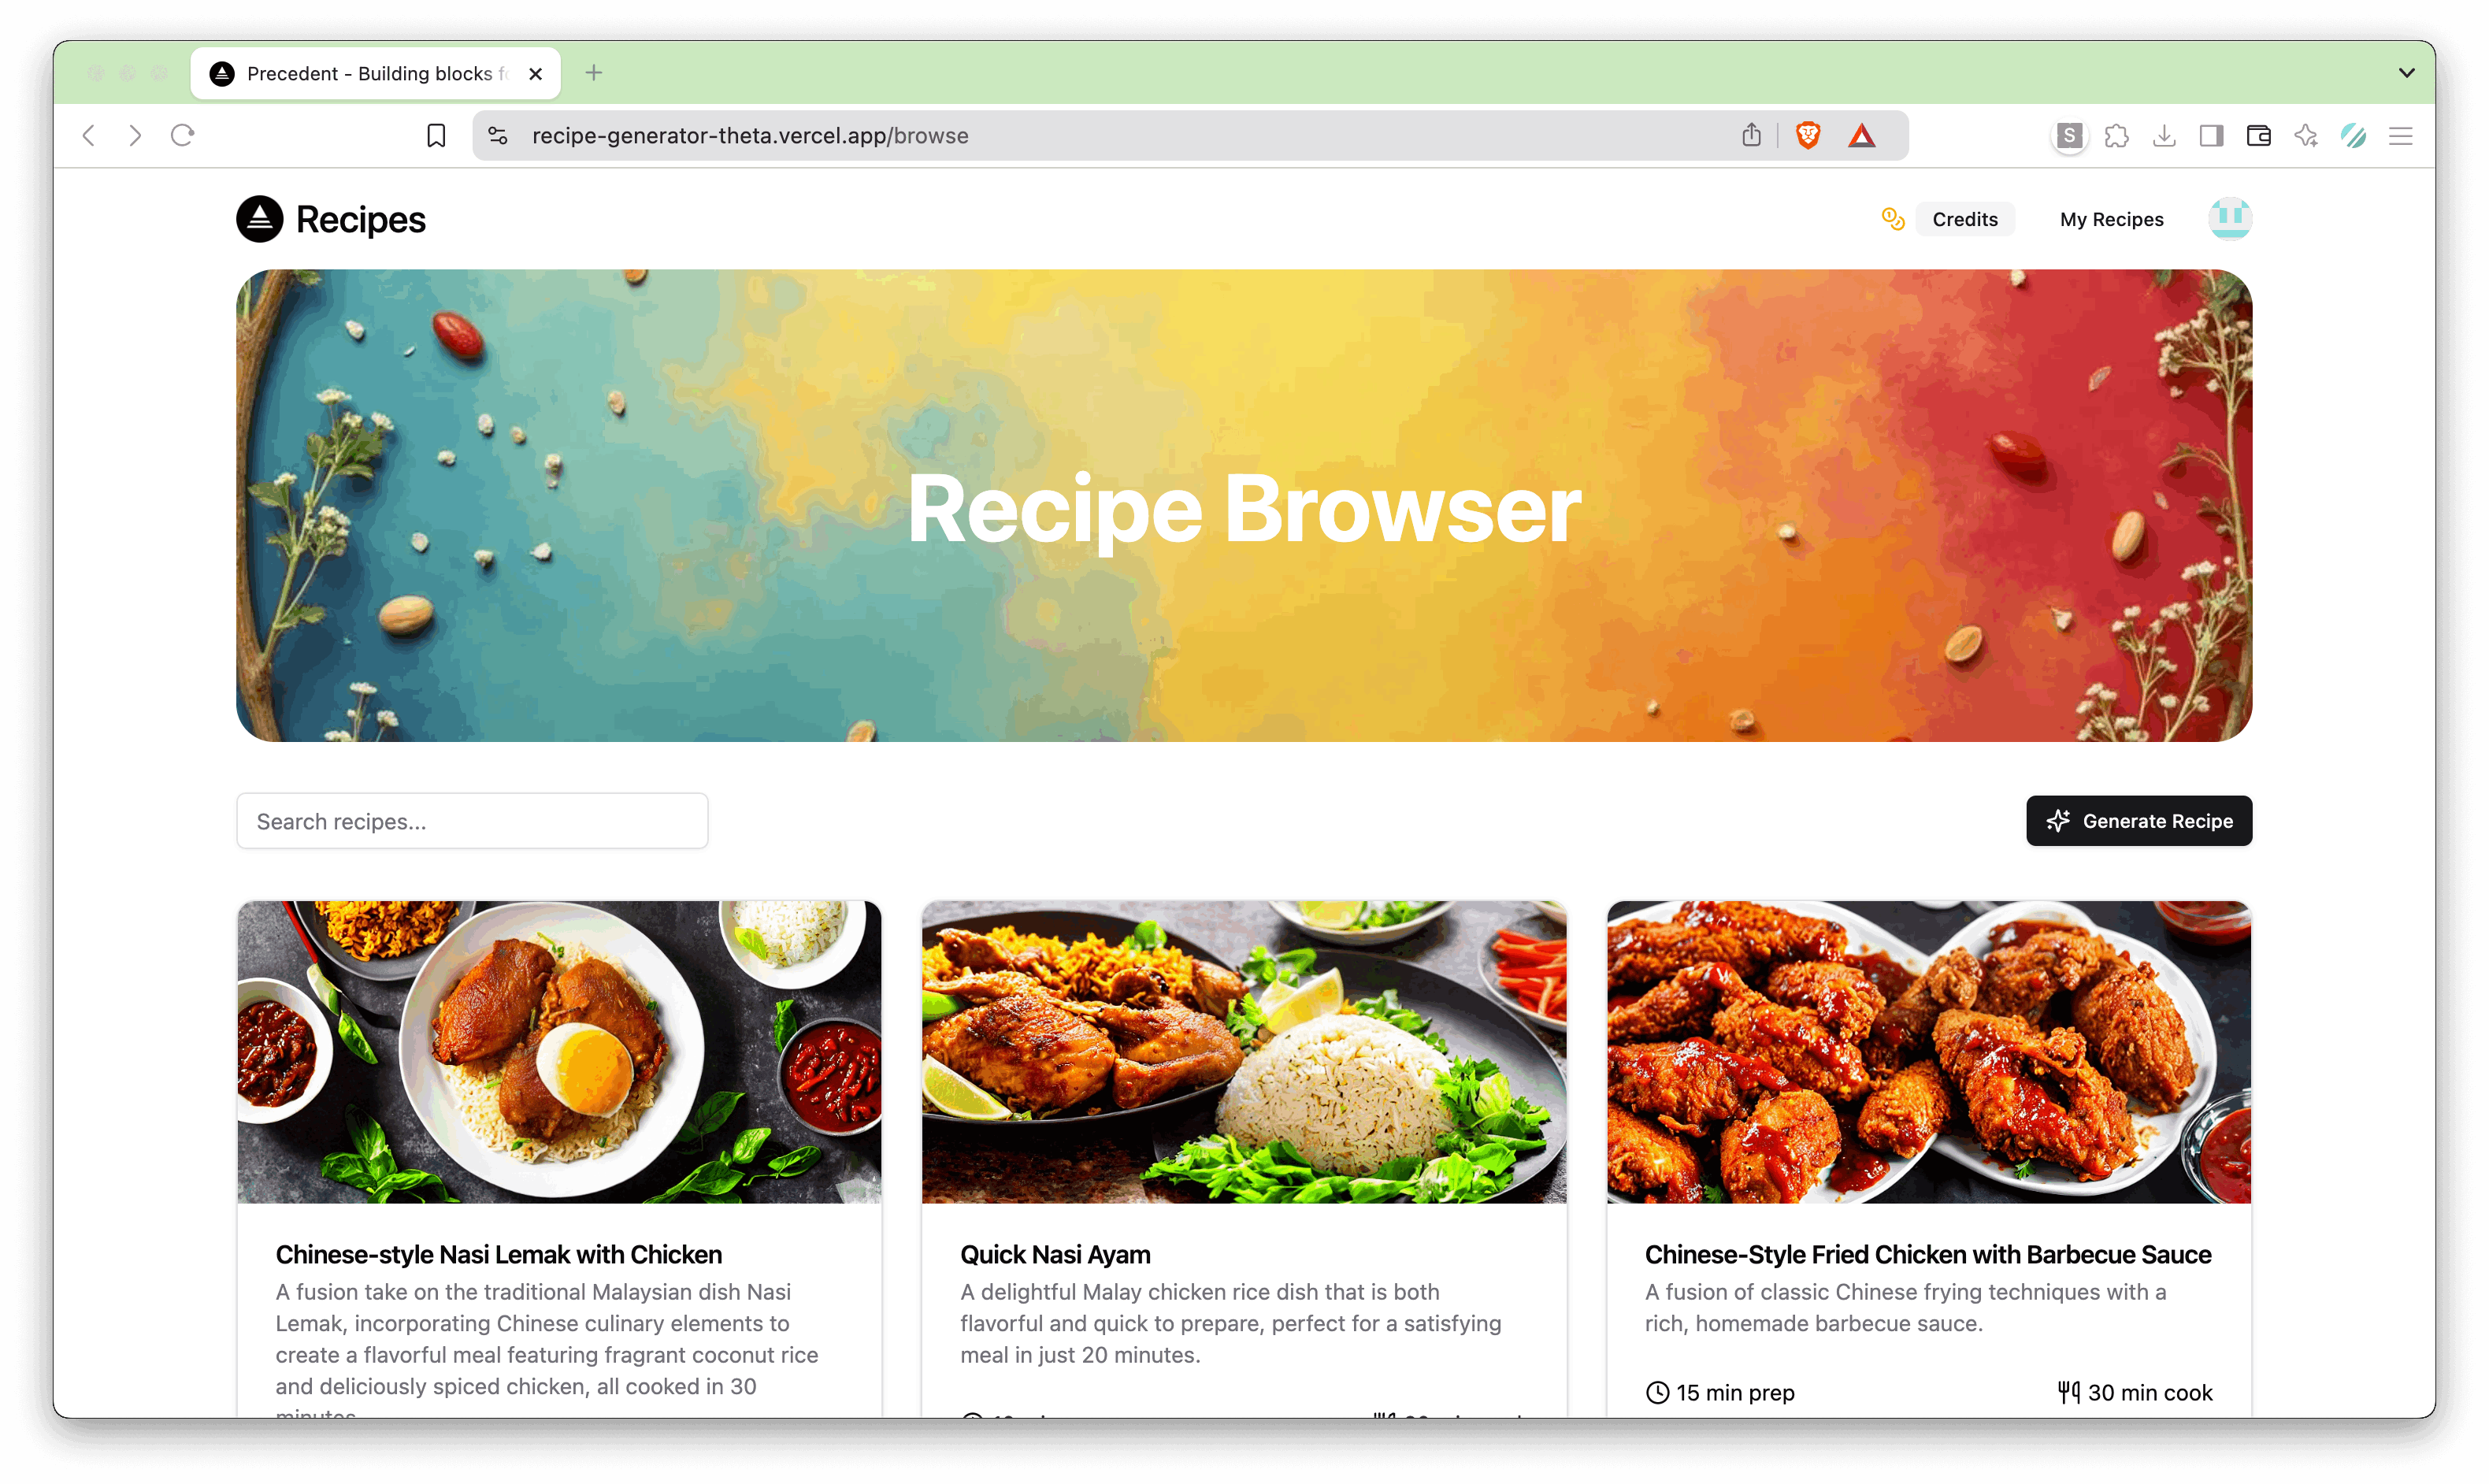 Precedent - Building blocks f
recipe-generator-theta.vercel.app/browse
S
Recipes
Credits
My Recipes
Recipe Browser
Search recipes...
Generate Recipe
Chinese-style Nasi Lemak with Chicken
A fusion take on the traditional Malaysian dish Nasi
Lemak, incorporating Chinese culinary elements to
create a flavorful meal featuring fragrant coconut rice
and deliciously spiced chicken, all cooked in 30
minutes.
Quick Nasi Ayam
A delightful Malay chicken rice dish that is both
flavorful and quick to prepare, perfect for a satisfying
meal in just 20 minutes.
Chinese-Style Fried Chicken with Barbecue Sauce
A fusion of classic Chinese frying techniques with a
rich, homemade barbecue sauce.
15 min prep
30 min cook